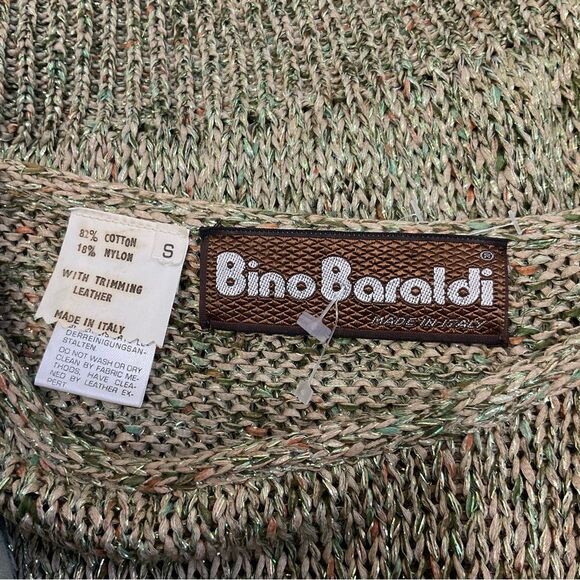 82% COTTON
18% NYLON
S
WITH TRIMMING
LEATHER
MADE IN ITALY
DERREINIGUNGSAN-
STALTEN
DO NOT WASH OR DRY
CLEAN BY FABRIC ME-
THODS, HAVE CLEA-
NED BY LEATHER EX-
PERT
Bino Baraldi®
MADE IN ITALY